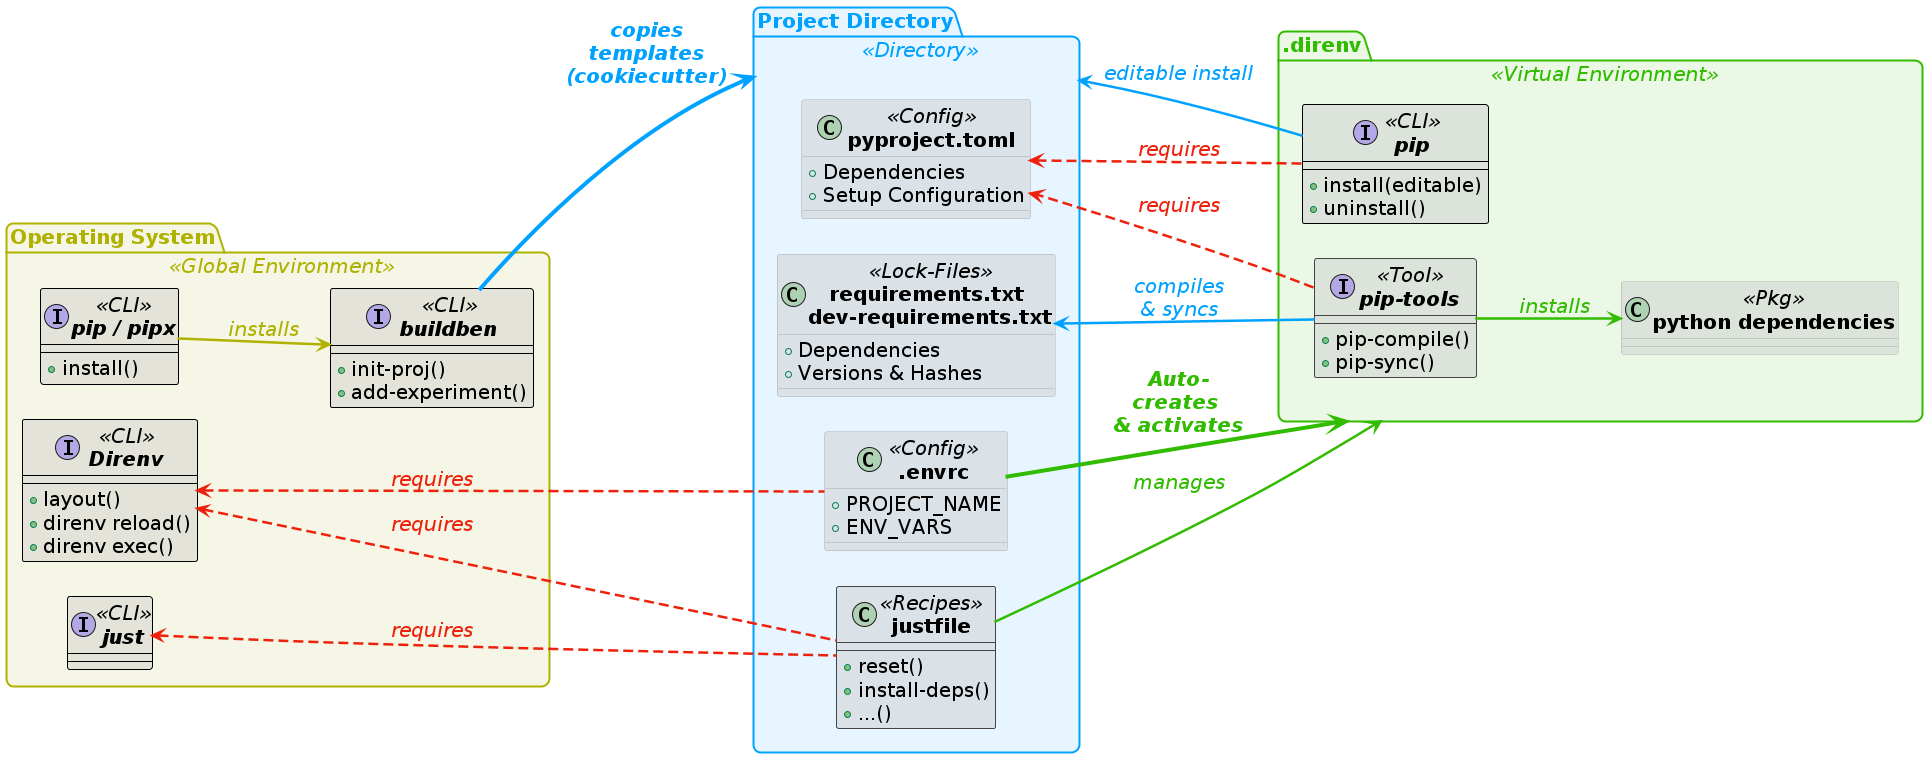 Operating System
«Global Environment»
I
«CLI»
pip / pipx
install()
installs
I
«CLI»
buildben
init-proj()
add-experiment()
I
«CLI»
Direnv
layout()
direnv reload()
direnv exec()
I
«CLI»
just
copies
templates
(cookiecutter)
requires
requires
requires
Project Directory
«Directory»
C
«Config»
pyproject.toml
Dependencies
Setup Configuration
C
«Lock-Files»
requirements.txt
dev-requirements.txt
Dependencies
Versions & Hashes
C
«Config»
.envrc
PROJECT_NAME
ENV_VARS
C
«Recipes»
justfile
reset()
install-deps()
...()
editable install
requires
requires
compiles
& syncs
Auto-
creates
& activates
manages
.direnv
«Virtual Environment»
I
«CLI»
pip
install(editable)
uninstall()
I
«Tool»
pip-tools
pip-compile()
pip-sync()
installs
C
«Pkg»
python dependencies